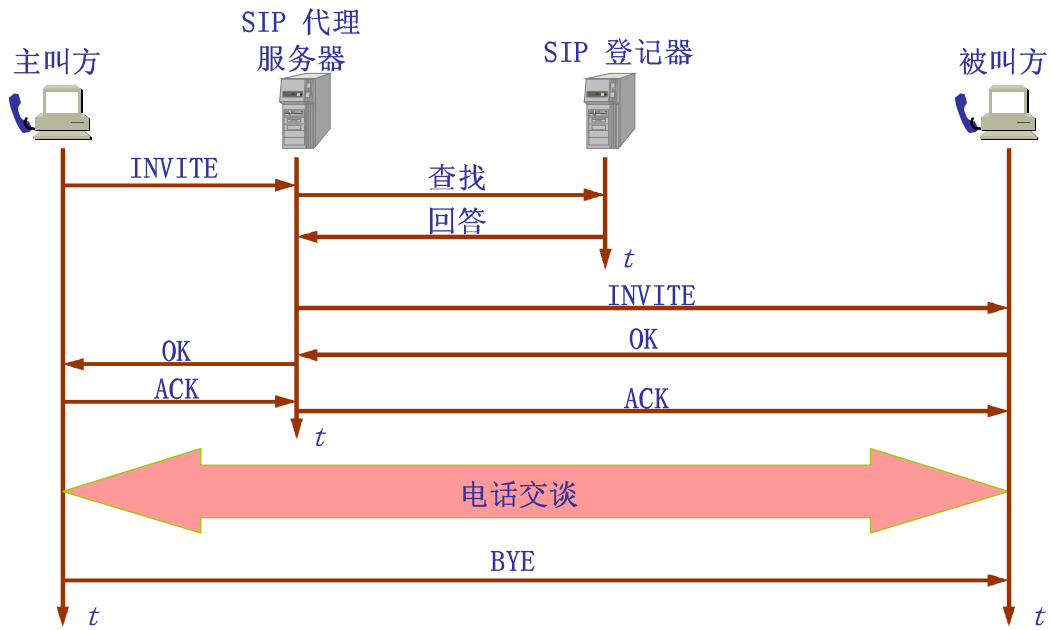 SIP 代理
服务器
SIP 登记器
主叫方
被叫方
INVITE
查找
回答
t
INVITE
OK
OK
ACK
ACK
t
电话交谈
BYE
t
t